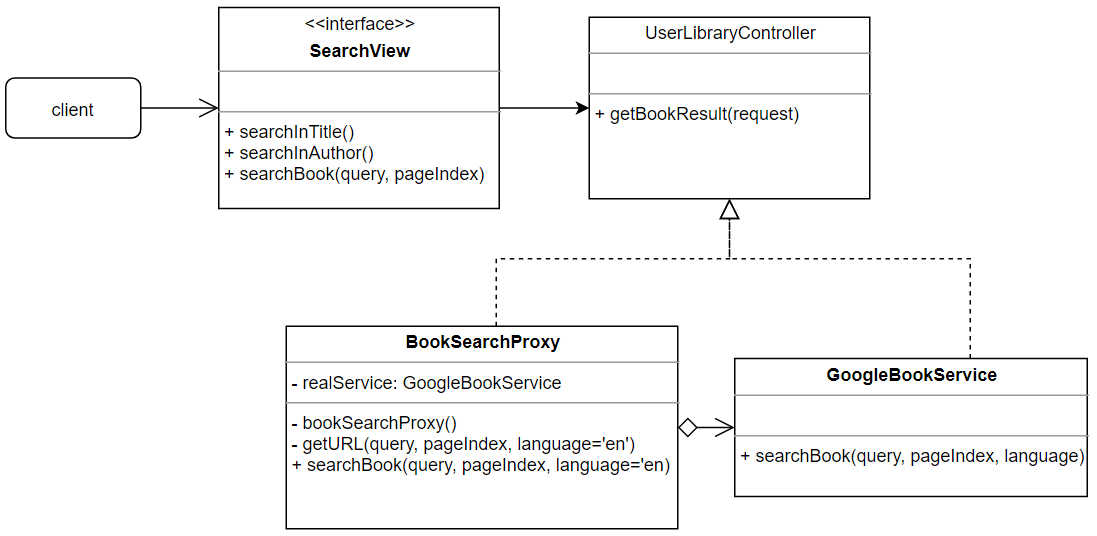 client
<<interface>>
SearchView
+ searchInTitle()
+ searchInAuthor()
+ searchBook(query, pageIndex)
UserLibraryController
+ getBookResult(request)
BookSearchProxy
- realService: GoogleBookService
- bookSearchProxy()
- getURL(query, pageIndex, language='en')
+ searchBook(query, pageIndex, language='en)
GoogleBookService
+ searchBook(query, pageIndex, language)